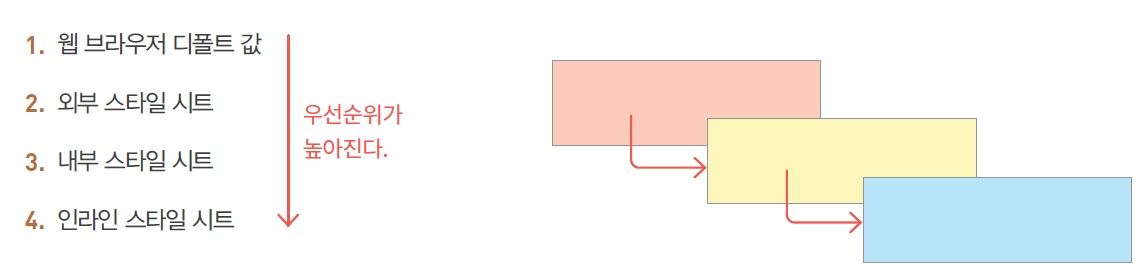 1. 웹 브라우저 디폴트 값
2. 외부 스타일 시트
3. 내부 스타일 시트
4. 인라인 스타일 시트
우선순위가
높아진다.